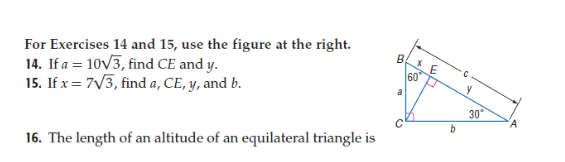 For Exercises 14 and 15, use the figure at the right.
14. If a = 10√3, find CE and y.
15. If x = 7√3, find a, CE, y, and b.
B x E c
60°
a y
30°
C b A
16. The length of an altitude of an equilateral triangle is